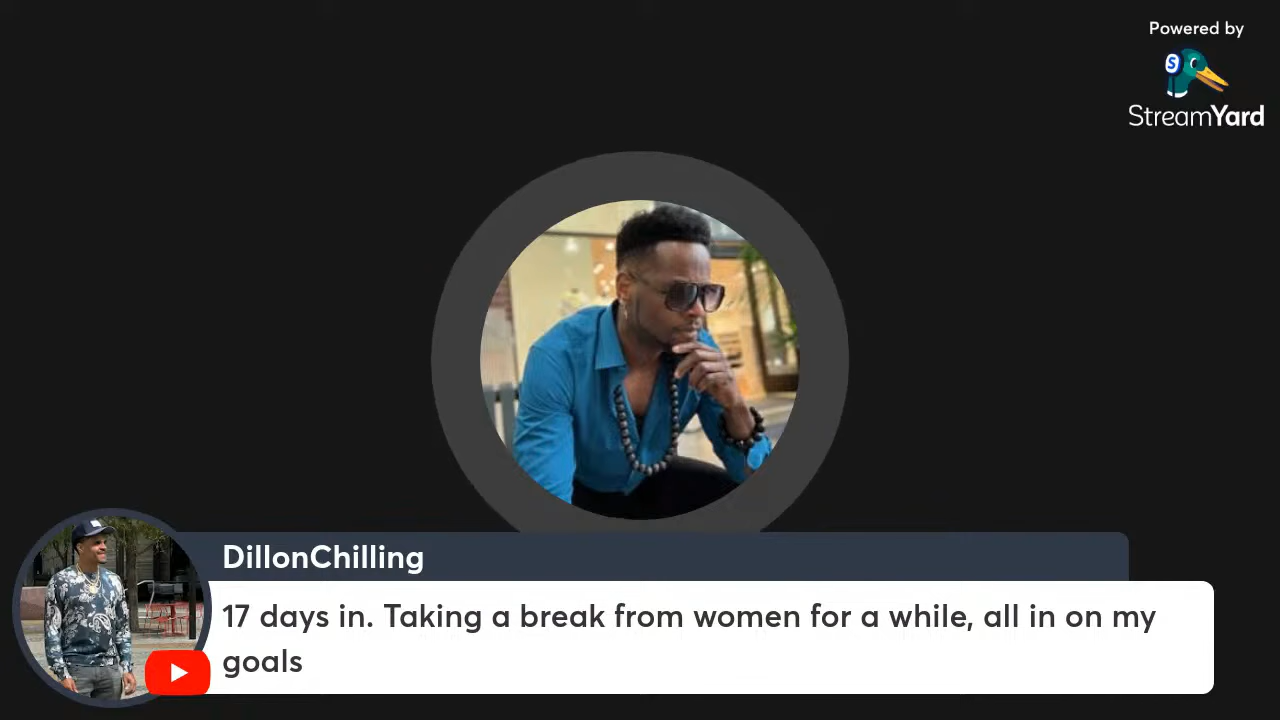 Powered by
S
StreamYard
DillonChilling
17 days in. Taking a break from women for a while, all in on my
goals